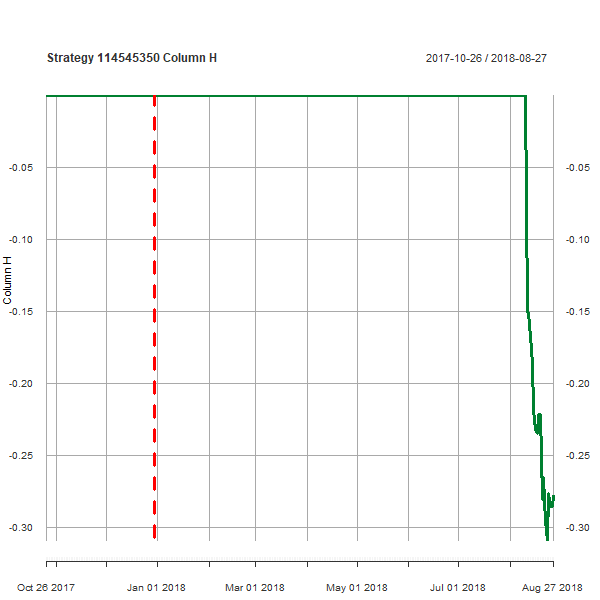 Strategy 114545350 Column H
2017-10-26 / 2018-08-27
-0.05 -0.05
-0.10 -0.10
-0.15 -0.15
-0.20 -0.20
-0.25 -0.25
-0.30 -0.30
Column H
Oct 26 2017 Jan 01 2018 Mar 01 2018 May 01 2018 Jul 01 2018 Aug 27 2018